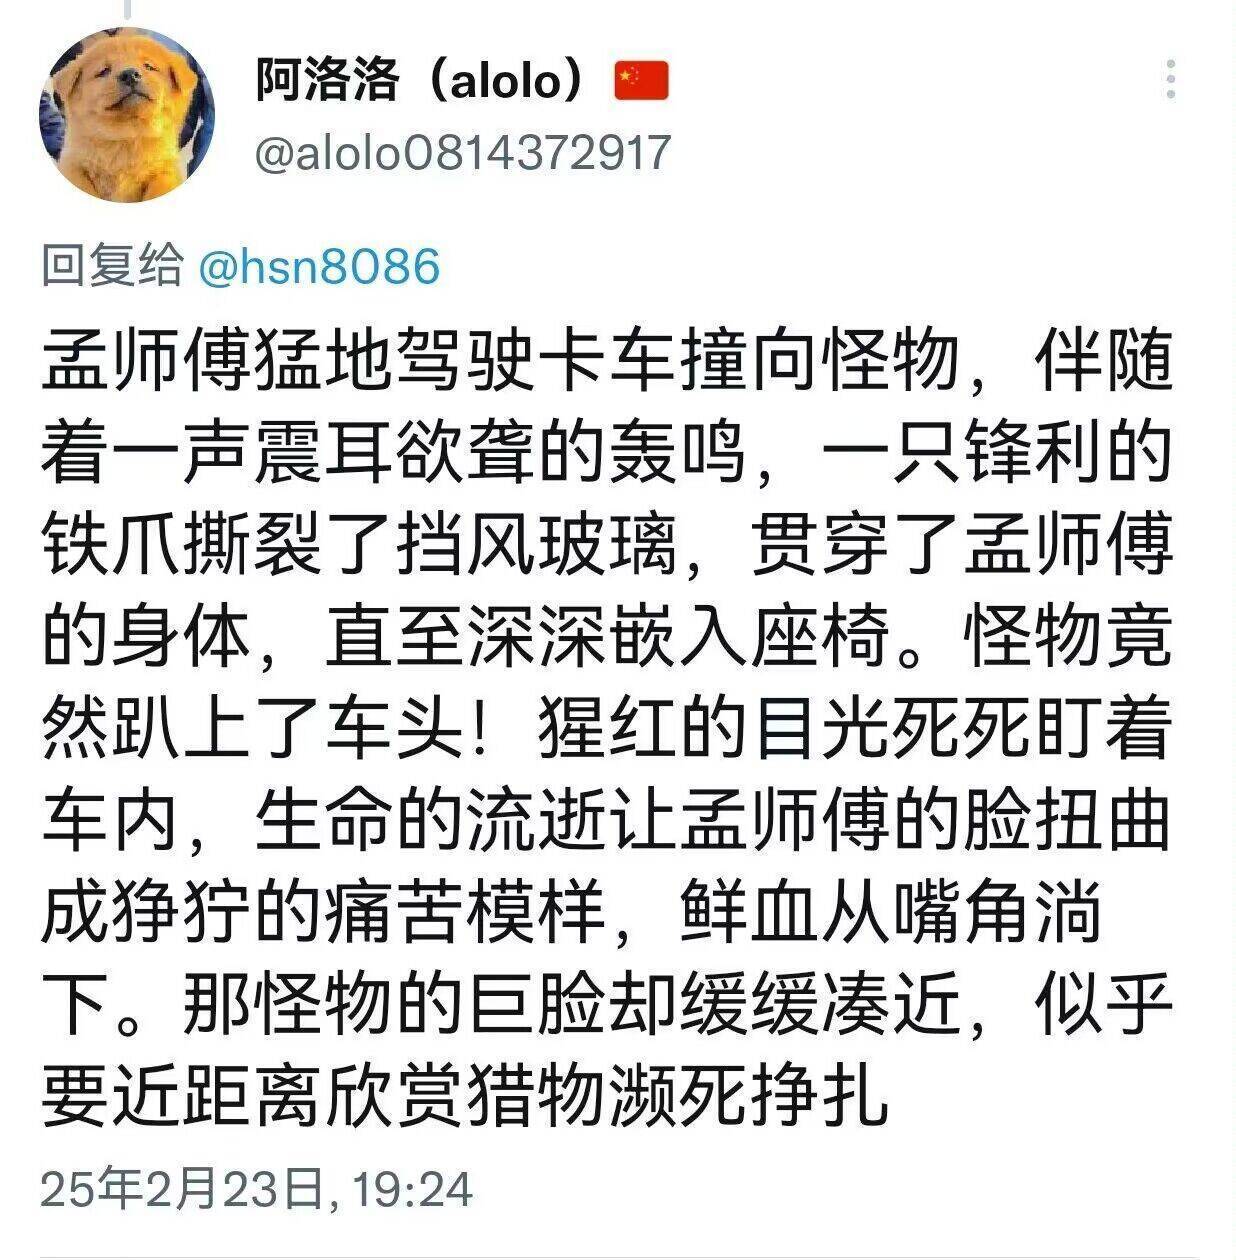 阿洛洛（alolo）🇨🇳
@alolo0814372917
回复给 @hsn8086
孟师傅猛地驾驶卡车撞向怪物，伴随
着一声震耳欲聋的轰鸣，一只锋利的
铁爪撕裂了挡风玻璃，贯穿了孟师傅
的身体，直至深深嵌入座椅。怪物竟
然趴上了车头！猩红的目光死死盯着
车内，生命的流逝让孟师傅的脸扭曲
成狰狞的痛苦模样，鲜血从嘴角淌
下。那怪物的巨脸却缓缓凑近，似乎
要近距离欣赏猎物濒死挣扎
25年2月23日, 19:24